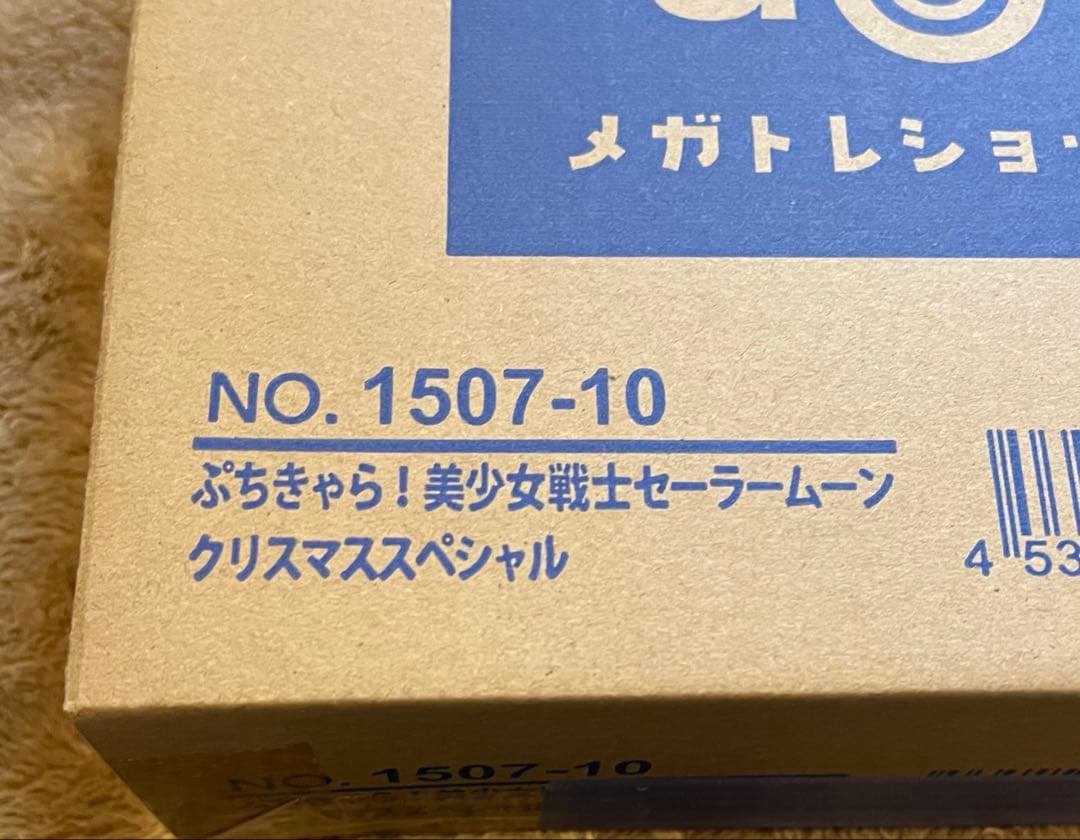 メガトレショ
NO. 1507-10
ぷちきゃら!美少女戦士セーラームーン
クリスマススペシャル
4 53
NO. 1507-10